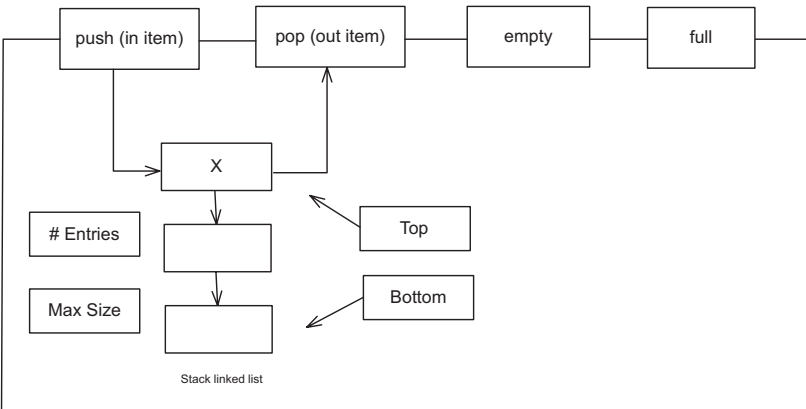 push (in item)
pop (out item)
empty
full
X
# Entries
Top
Max Size
Bottom
Stack linked list